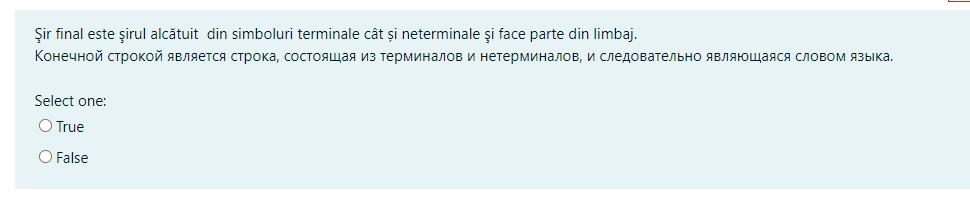 Şir final este şirul alcătuit din simboluri terminale cât și neterminale şi face parte din limbaj.
Конечной строкой является строка, состоящая из терминалов и нетерминалов, и следовательно являющаяся словом языка.
Select one:
True
False